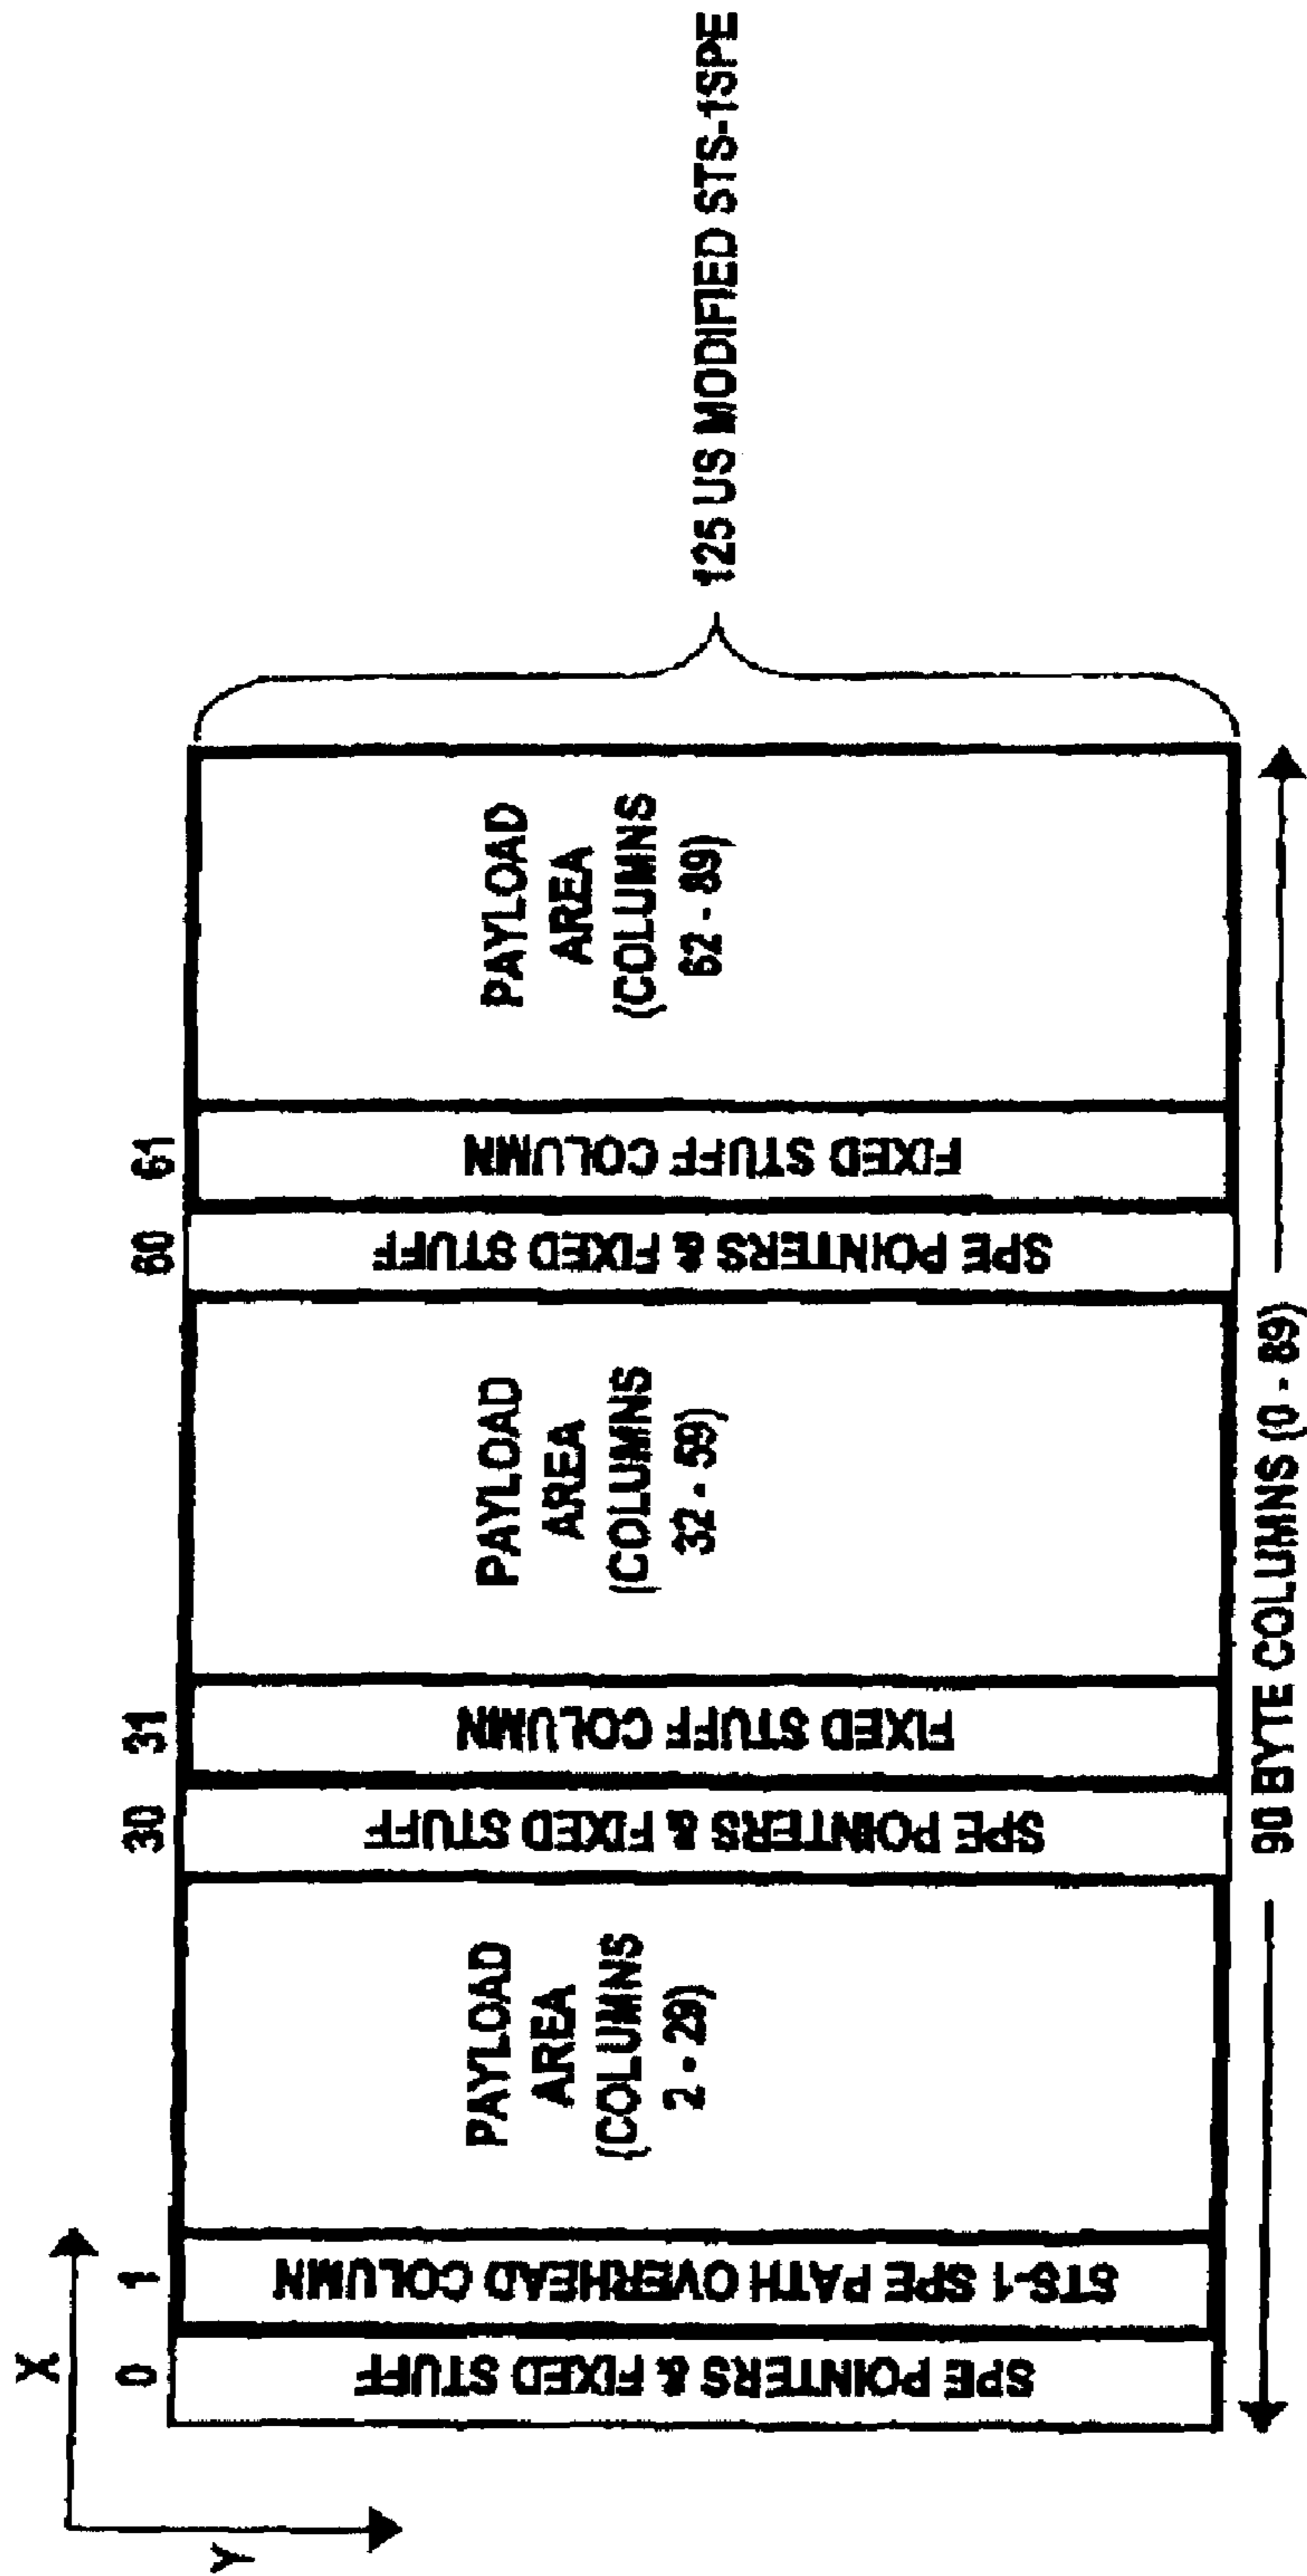 X
Y
0
1
30
31
60
61
SPE POINTERS & FIXED STUFF
STS-1 SPE PATH OVERHEAD COLUMN
PAYLOAD
AREA
(COLUMNS
2 - 29)
SPE POINTERS & FIXED STUFF
FIXED STUFF COLUMN
PAYLOAD
AREA
(COLUMNS
32 - 59)
SPE POINTERS & FIXED STUFF
FIXED STUFF COLUMN
PAYLOAD
AREA
(COLUMNS
62 - 89)
125 US MODIFIED STS-1SPE
90 BYTE COLUMNS (0 - 89)